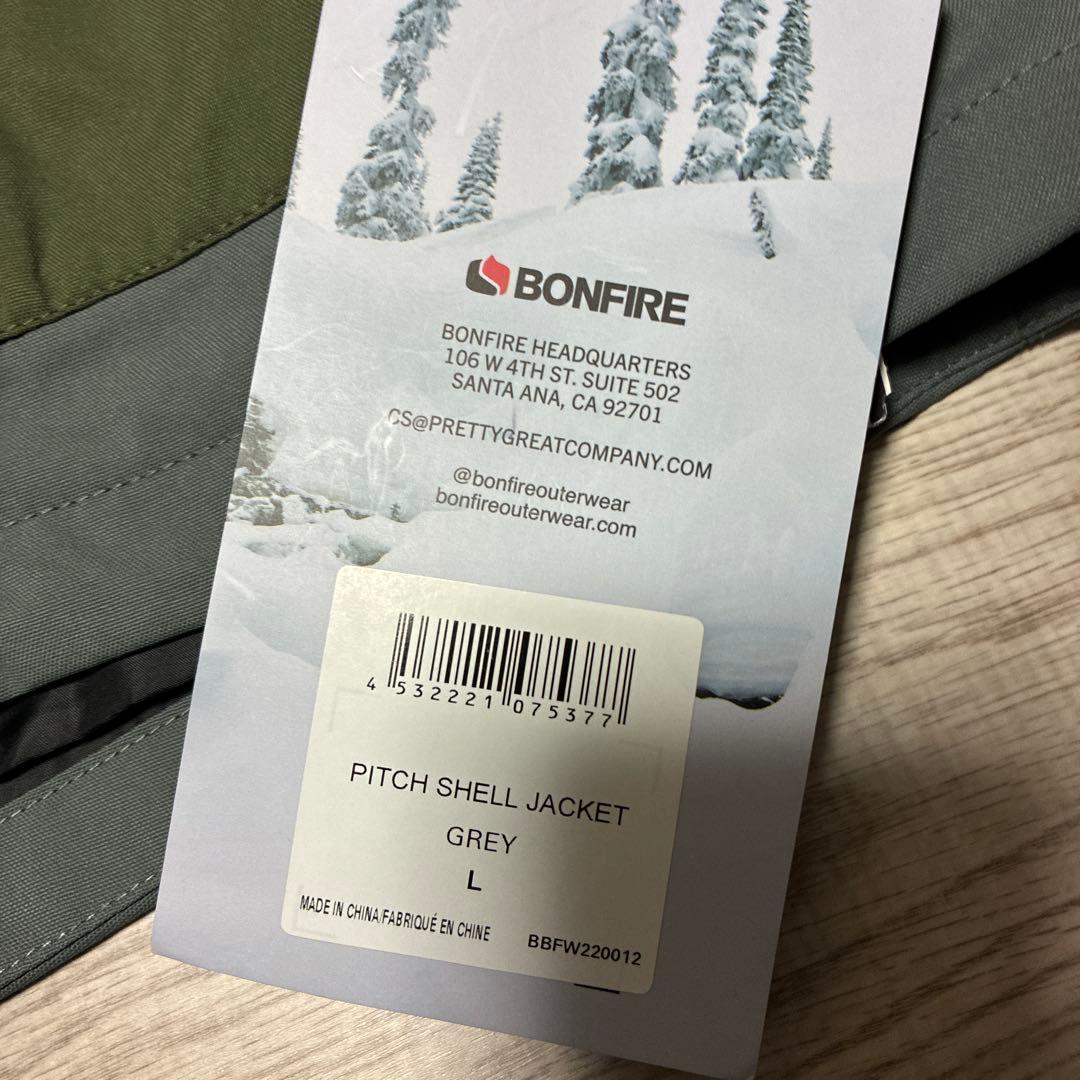 BONFIRE
BONFIRE HEADQUARTERS
106 W 4TH ST. SUITE 502
SANTA ANA, CA 92701
CS@PRETTYGREATCOMPANY.COM
@bonfireouterwear
bonfireouterwear.com
4 532221 075377
PITCH SHELL JACKET
GREY
L
MADE IN CHINA/FABRIQUÉ EN CHINE
BBFW220012